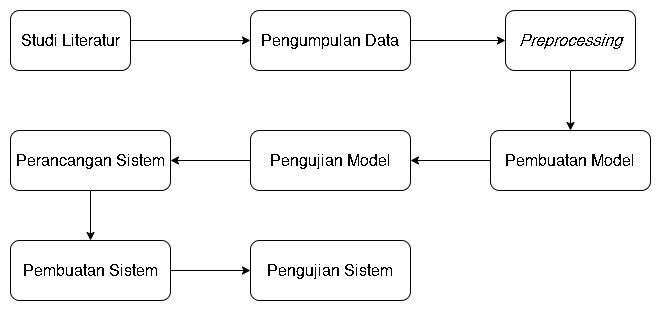 Studi Literatur
Pengumpulan Data
Preprocessing
Pembuatan Model
Pengujian Model
Perancangan Sistem
Pembuatan Sistem
Pengujian Sistem